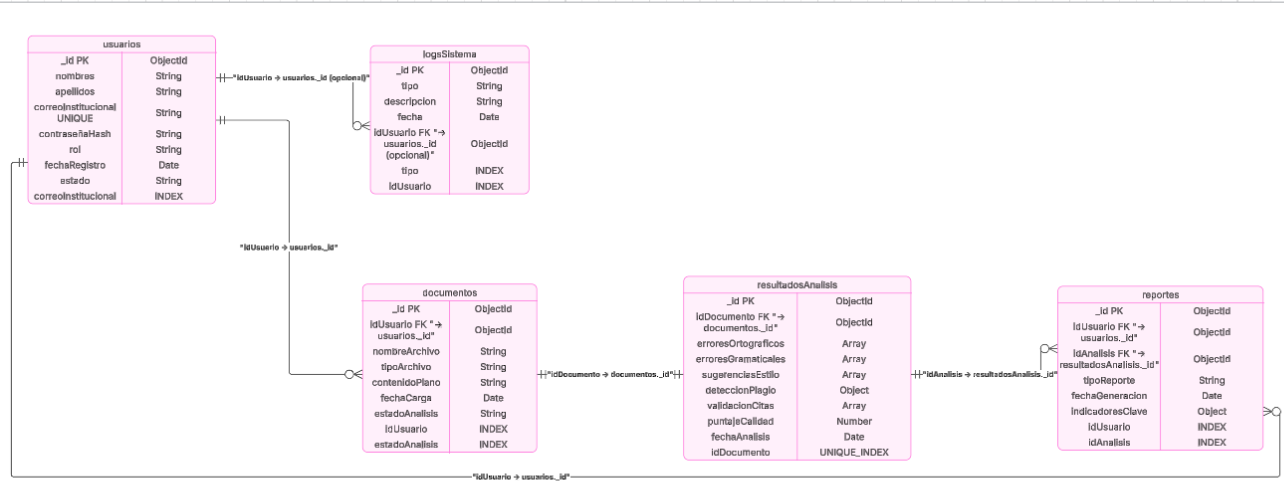 usuarios
_id PK ObjectId
nombres String
apellidos String
correoInstitucional
UNIQUE String
contraseñaHash String
rol String
fechaRegistro Date
estado String
correoInstitucional INDEX
"idUsuario → usuarios._id (opcional)"
logsSistema
_id PK ObjectId
tipo String
descripcion String
fecha Date
idUsuario FK "→
usuarios._id
(opcional)" ObjectId
tipo INDEX
idUsuario INDEX
"idUsuario → usuarios._id"
documentos
_id PK ObjectId
idUsuario FK "→
usuarios._id" ObjectId
nombreArchivo String
tipoArchivo String
contenidoPlano String
fechaCarga Date
estadoAnalisis String
idUsuario INDEX
estadoAnalisis INDEX
"idDocumento → documentos._id"
resultadosAnalisis
_id PK ObjectId
idDocumento FK "→
documentos._id" ObjectId
erroresOrtograficos Array
erroresGramaticales Array
sugerenciasEstilo Array
deteccionPlagio Object
validacionCitas Array
puntajeCalidad Number
fechaAnalisis Date
idDocumento UNIQUE_INDEX
"idAnalisis → resultadosAnalisis._id"
reportes
_id PK ObjectId
idUsuario FK "→
usuarios._id" ObjectId
idAnalisis FK "→
resultadosAnalisis._id" ObjectId
tipoReporte String
fechaGeneracion Date
indicadoresClave Object
idUsuario INDEX
idAnalisis INDEX
"idUsuario → usuarios._id"